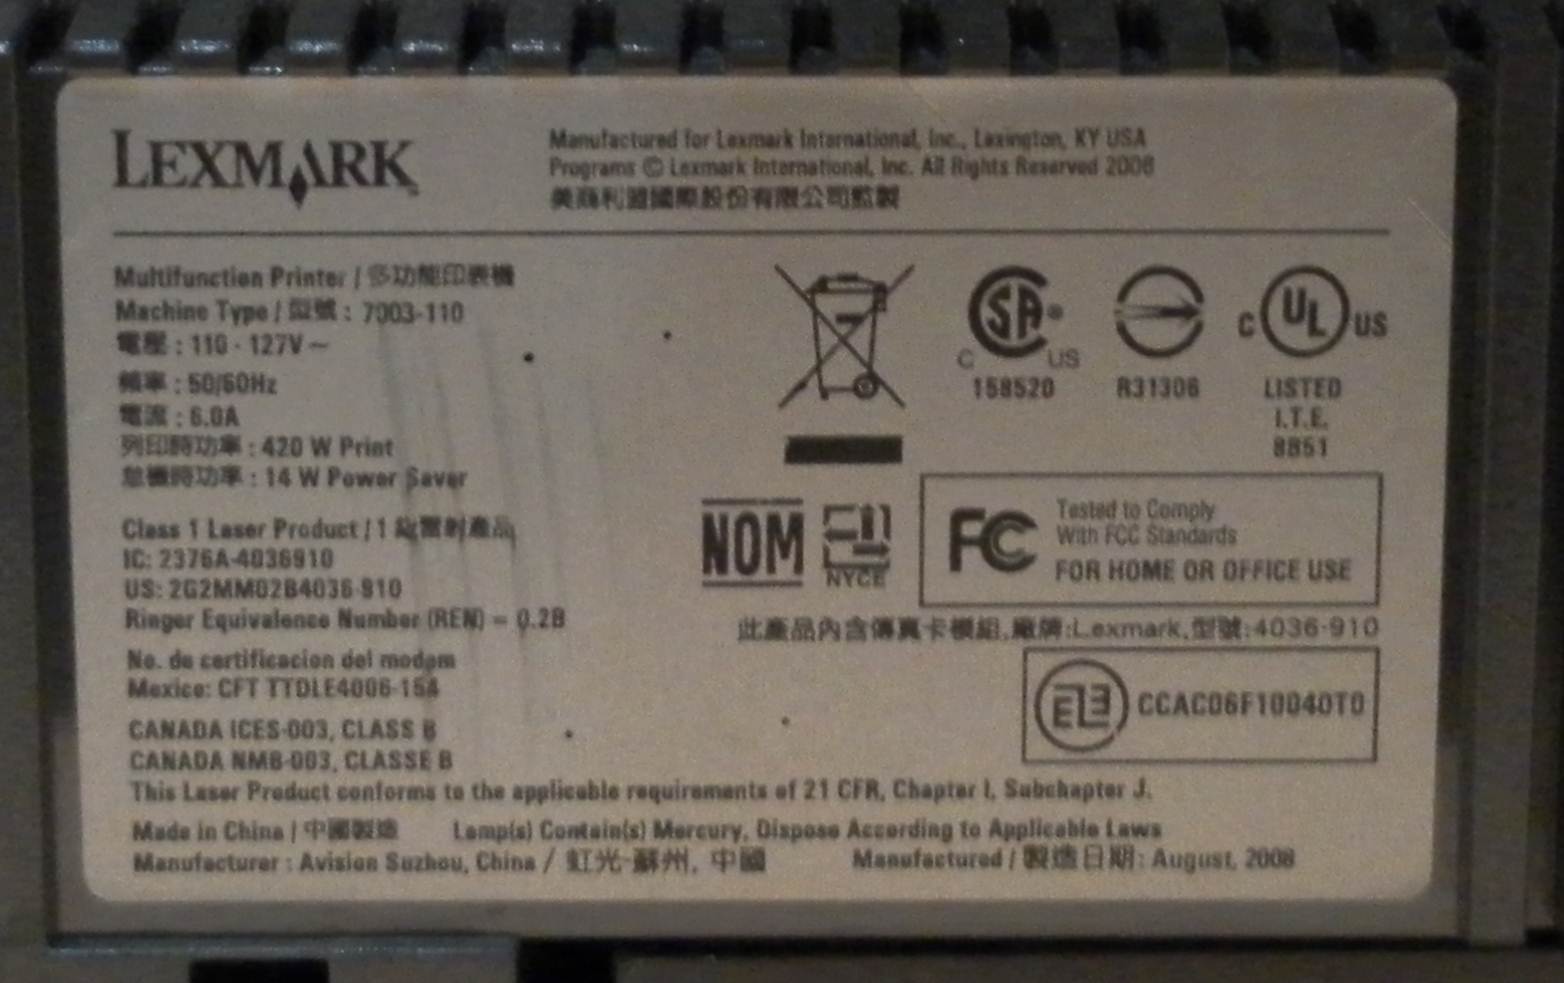 LEXMARK
Manufactured for Lexmark International, Inc., Lexington, KY USA
Programs © Lexmark International, Inc. All Rights Reserved 2008
美商利盟國際股份有限公司監製
Multifunction Printer / 多功能印表機
Machine Type / 型號 : 7003-110
電壓 : 110 - 127V ~
頻率 : 50/60Hz
電流 : 6.0A
列印時功率 : 420 W Print
怠機時功率 : 14 W Power Saver
Class 1 Laser Product / 1 級雷射產品
IC: 2376A-4036910
US: 2G2MM02B4036-910
Ringer Equivalence Number (REN) = 0.2B
No. de certificacion del modem
Mexico: CFT TTDLE4006-154
CANADA ICES-003, CLASS B
CANADA NMB-003, CLASSE B
SA ®
C US
158520
R31306
C UL US
LISTED
I.T.E.
8851
NOM
NYCE
FC
Tested to Comply
With FCC Standards
FOR HOME OR OFFICE USE
此產品內含傳真卡模組,廠牌:Lexmark,型號:4036-910
CCAC06F10040T0
This Laser Product conforms to the applicable requirements of 21 CFR, Chapter I, Subchapter J.
Made in China / 中國製造 Lamp(s) Contain(s) Mercury, Dispose According to Applicable Laws
Manufacturer : Avision Suzhou, China / 虹光-蘇州, 中國 Manufactured / 製造日期: August, 2008